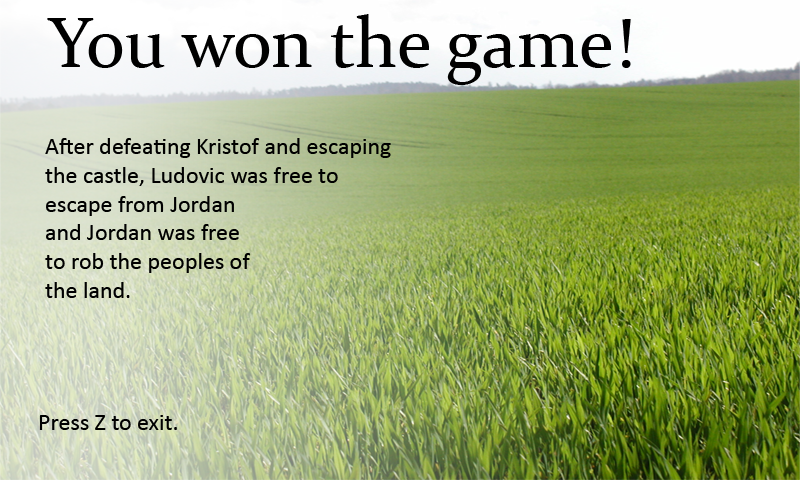 You won the game!
After defeating Kristof and escaping
the castle, Ludovic was free to
escape from Jordan
and Jordan was free
to rob the peoples of
the land.
Press Z to exit.